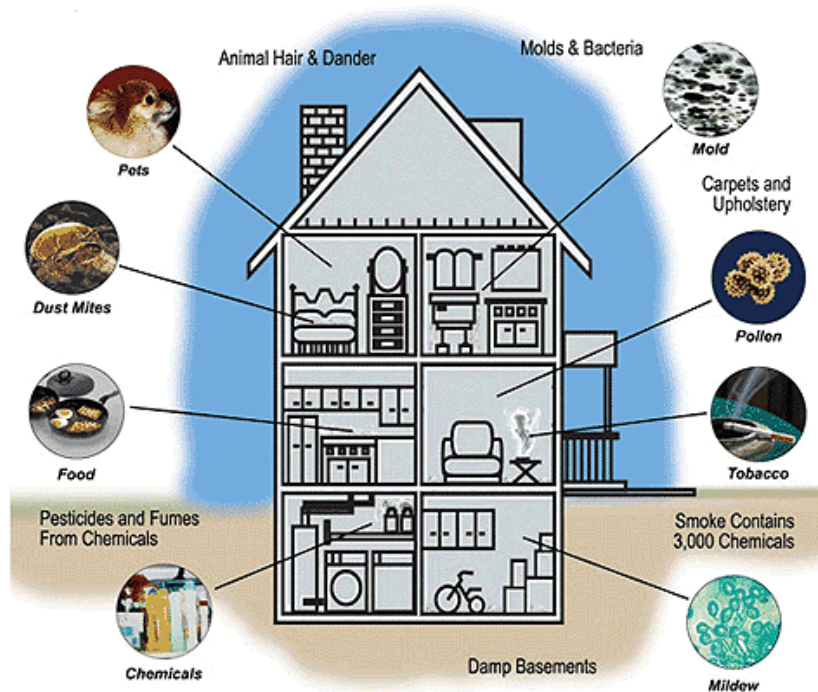 Animal Hair & Dander
Molds & Bacteria
Pets
Mold
Carpets and
Upholstery
Dust Mites
Pollen
Food
Tobacco
Pesticides and Fumes
From Chemicals
Smoke Contains
3,000 Chemicals
Chemicals
Damp Basements
Mildew